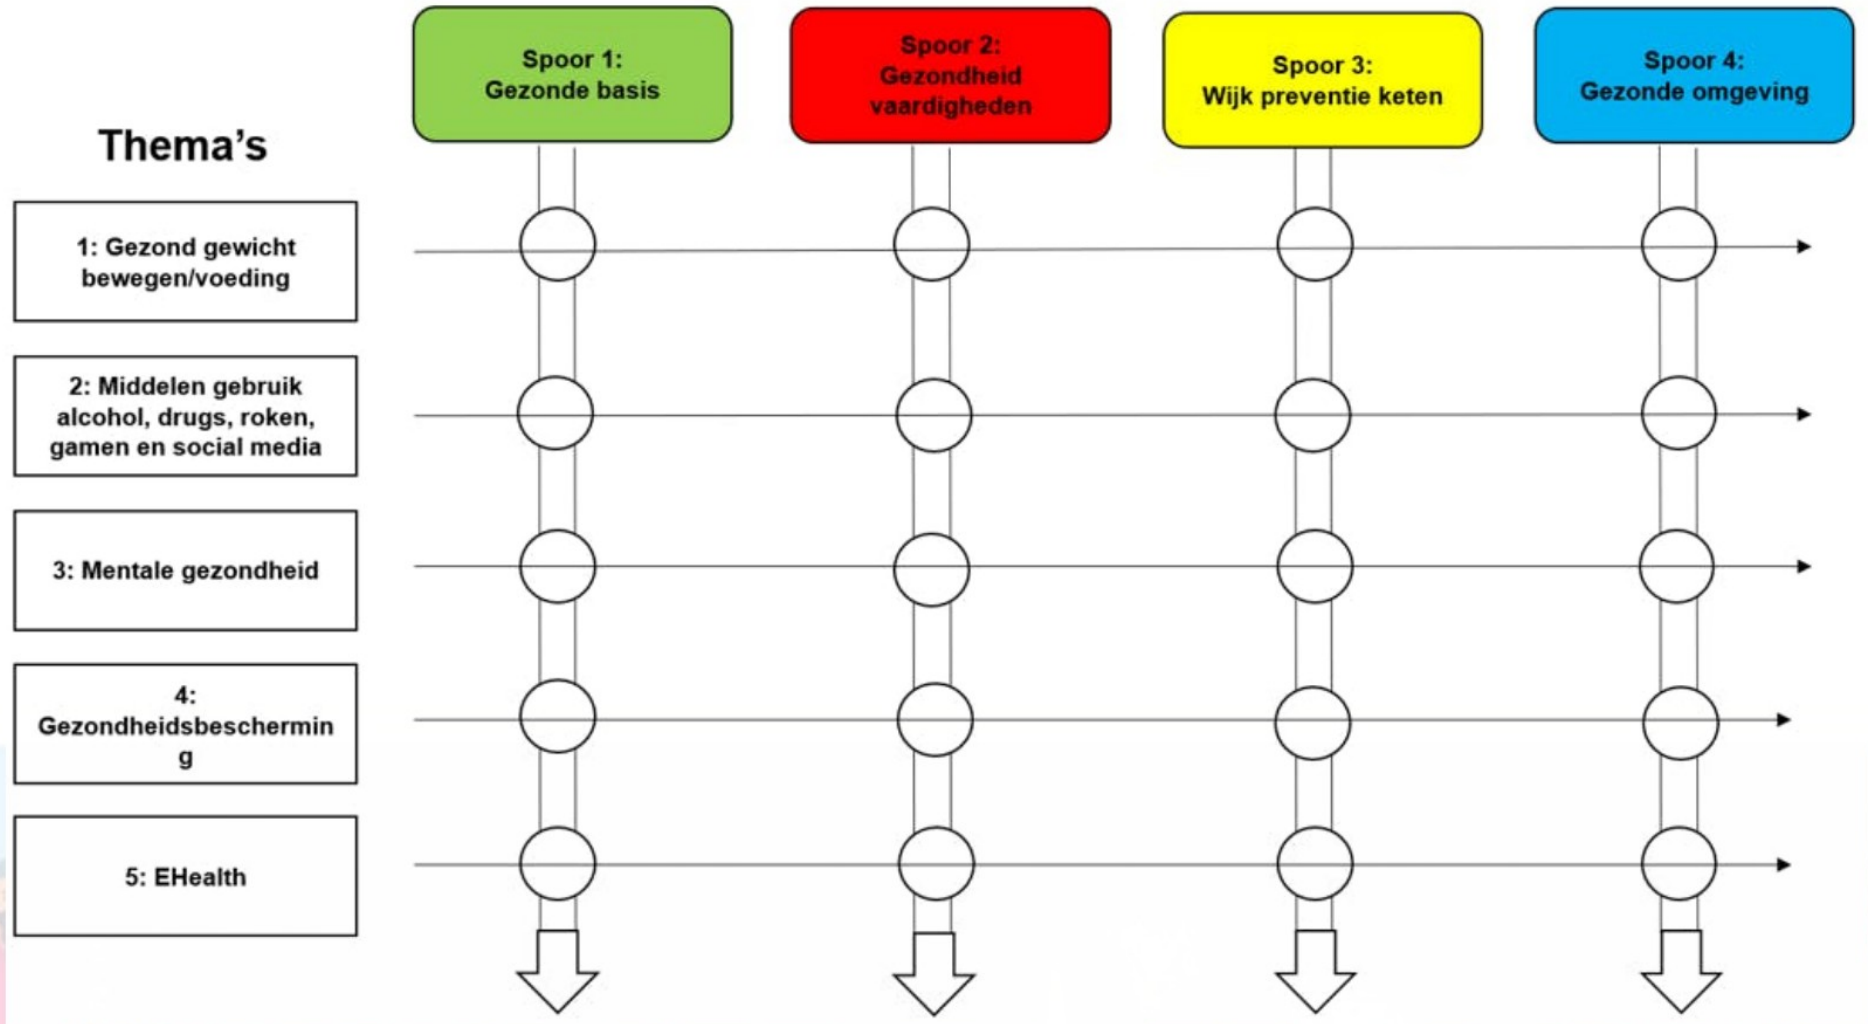 Spoor 1:
Gezonde basis
Spoor 2:
Gezondheid
vaardigheden
Spoor 3:
Wijk preventie keten
Spoor 4:
Gezonde omgeving
Thema’s
1: Gezond gewicht
bewegen/voeding
2: Middelen gebruik
alcohol, drugs, roken,
gamen en social media
3: Mentale gezondheid
4:
Gezondheidsbeschermin
g
5: EHealth